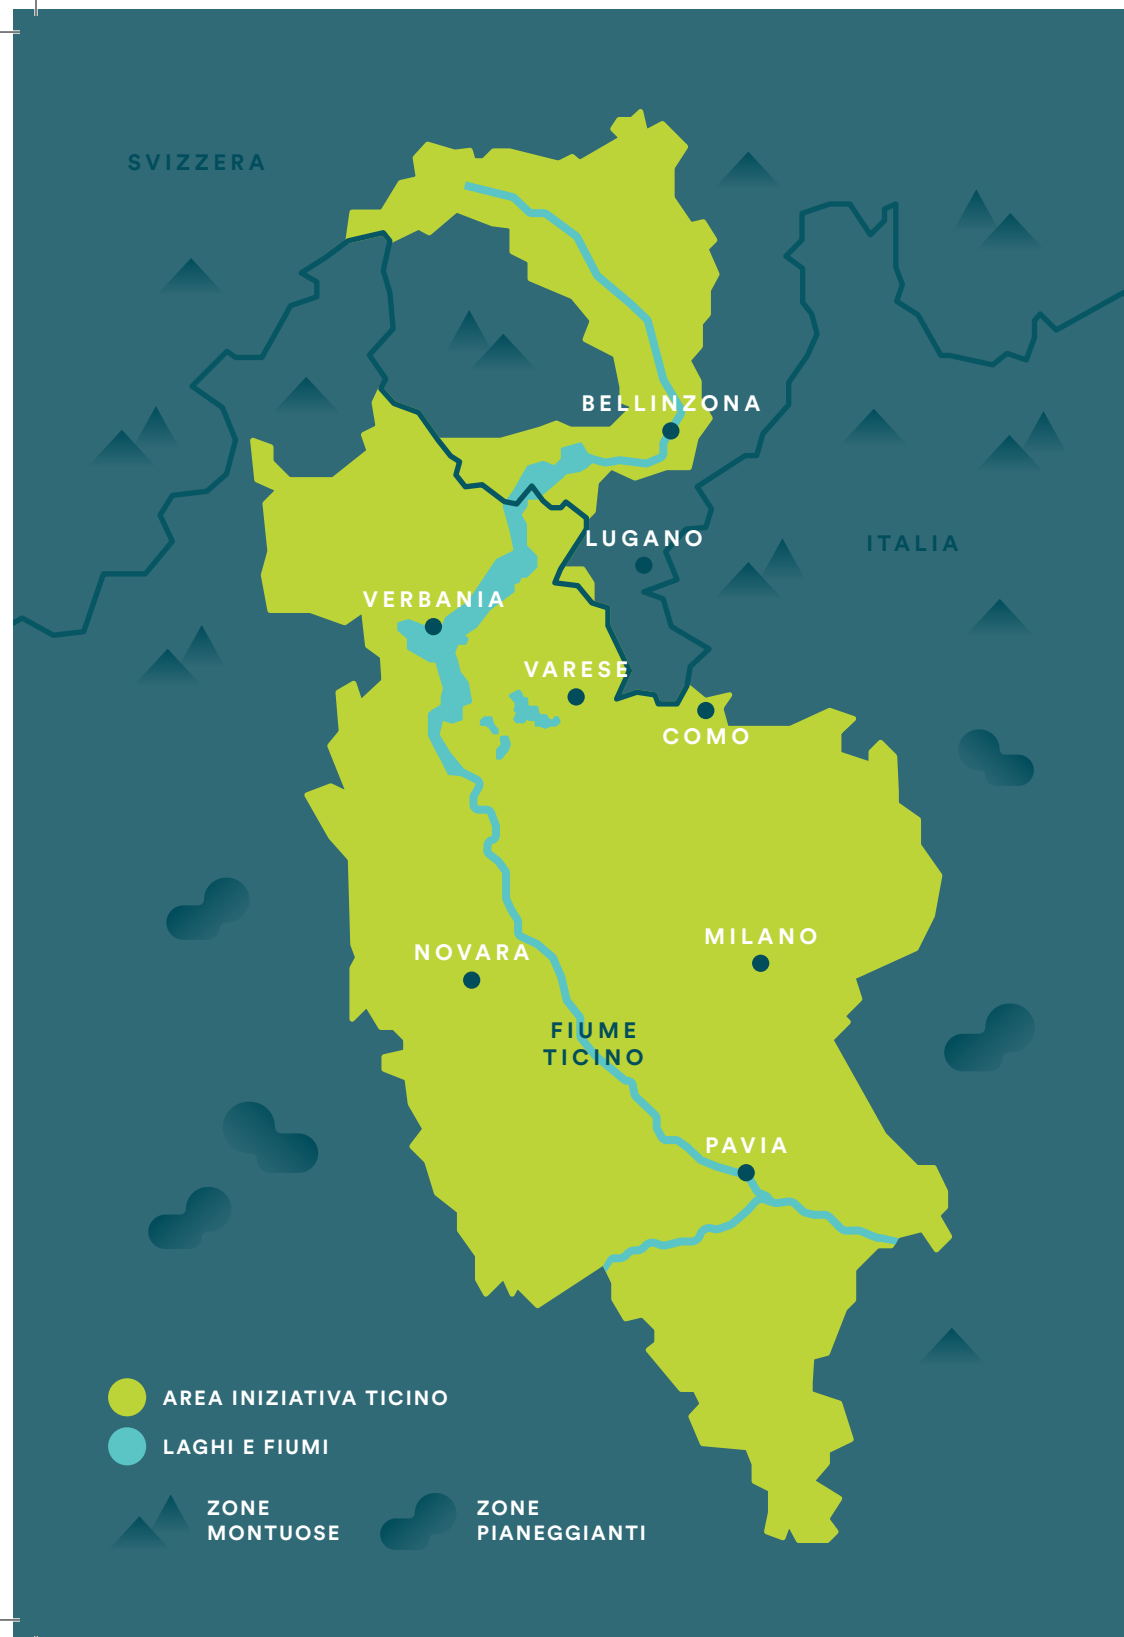 SVIZZERA
BELLINZONA
LUGANO
ITALIA
VERBANIA
VARESE
COMO
MILANO
NOVARA
FIUME
TICINO
PAVIA
AREA INIZIATIVA TICINO
LAGHI E FIUMI
ZONE
MONTUOSE
ZONE
PIANEGGIANTI